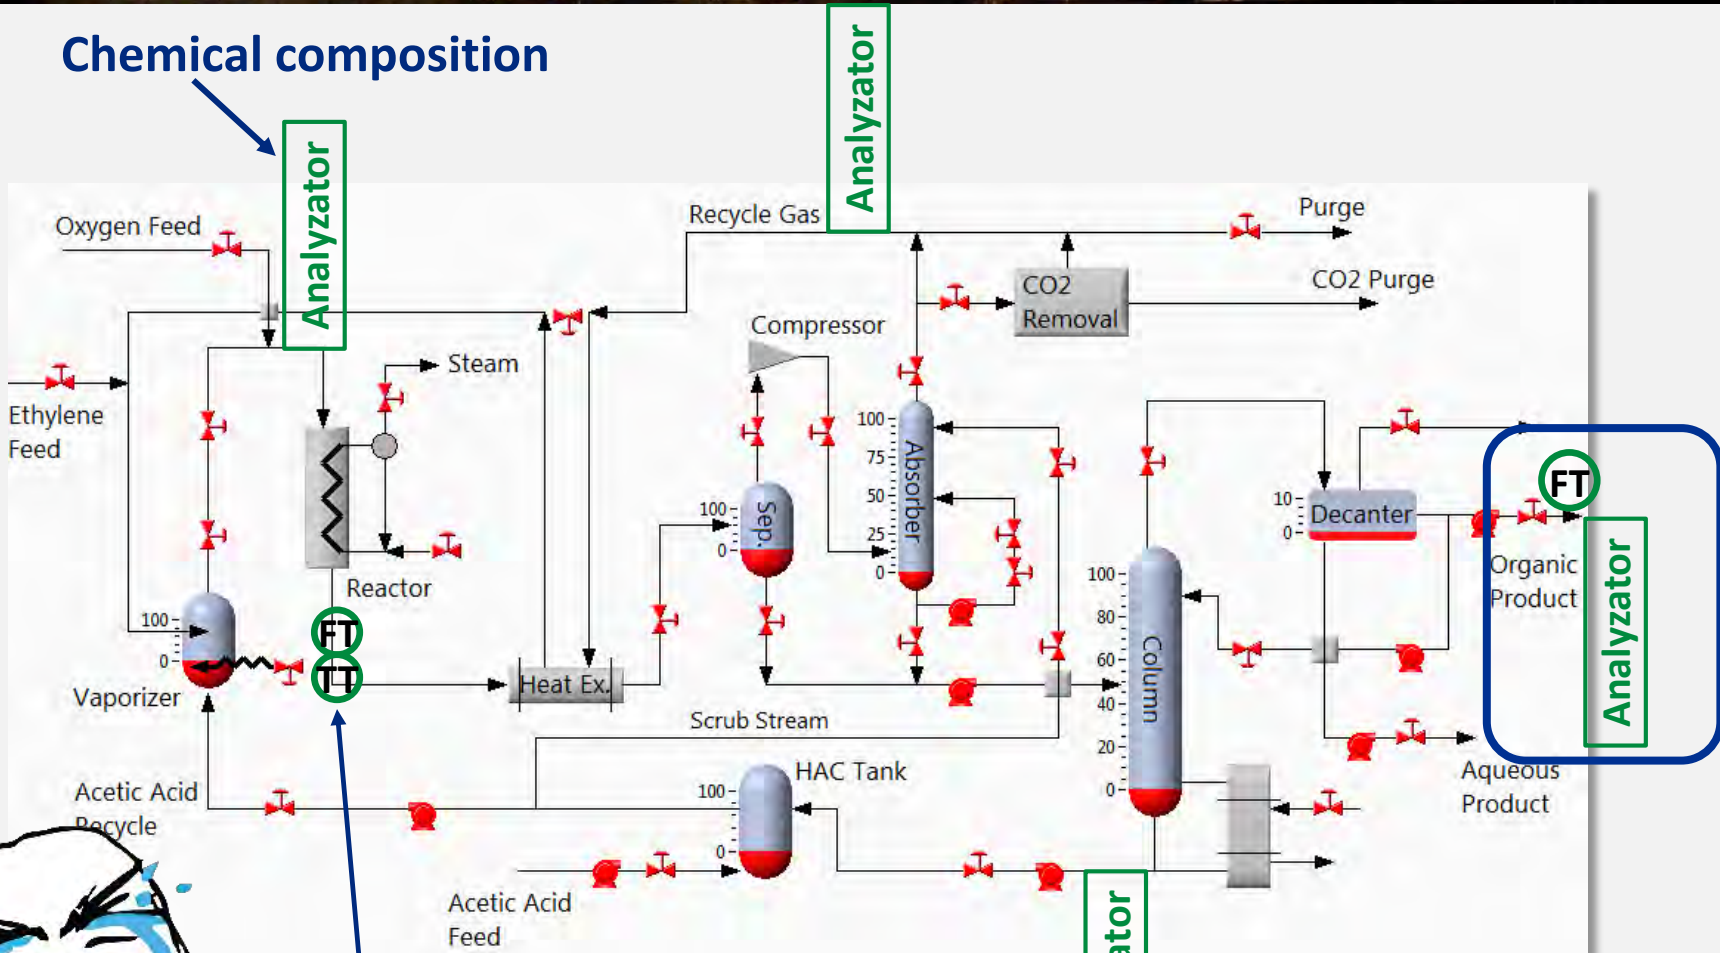 Chemical composition
Analyzator
Analyzator
Oxygen Feed
Recycle Gas
Purge
CO2 Purge
CO2
Removal
Compressor
Steam
Ethylene
Feed
100
75
50
25
0
Absorber
100
0
Sep.
10
0
Decanter
FT
Organic
Product
Analyzator
Reactor
100
0
Vaporizer
FT
TT
Heat Ex.
100
80
60
40
20
0
Column
Scrub Stream
HAC Tank
100
0
Aqueous
Product
Acetic Acid
Recycle
Acetic Acid
Feed
ator